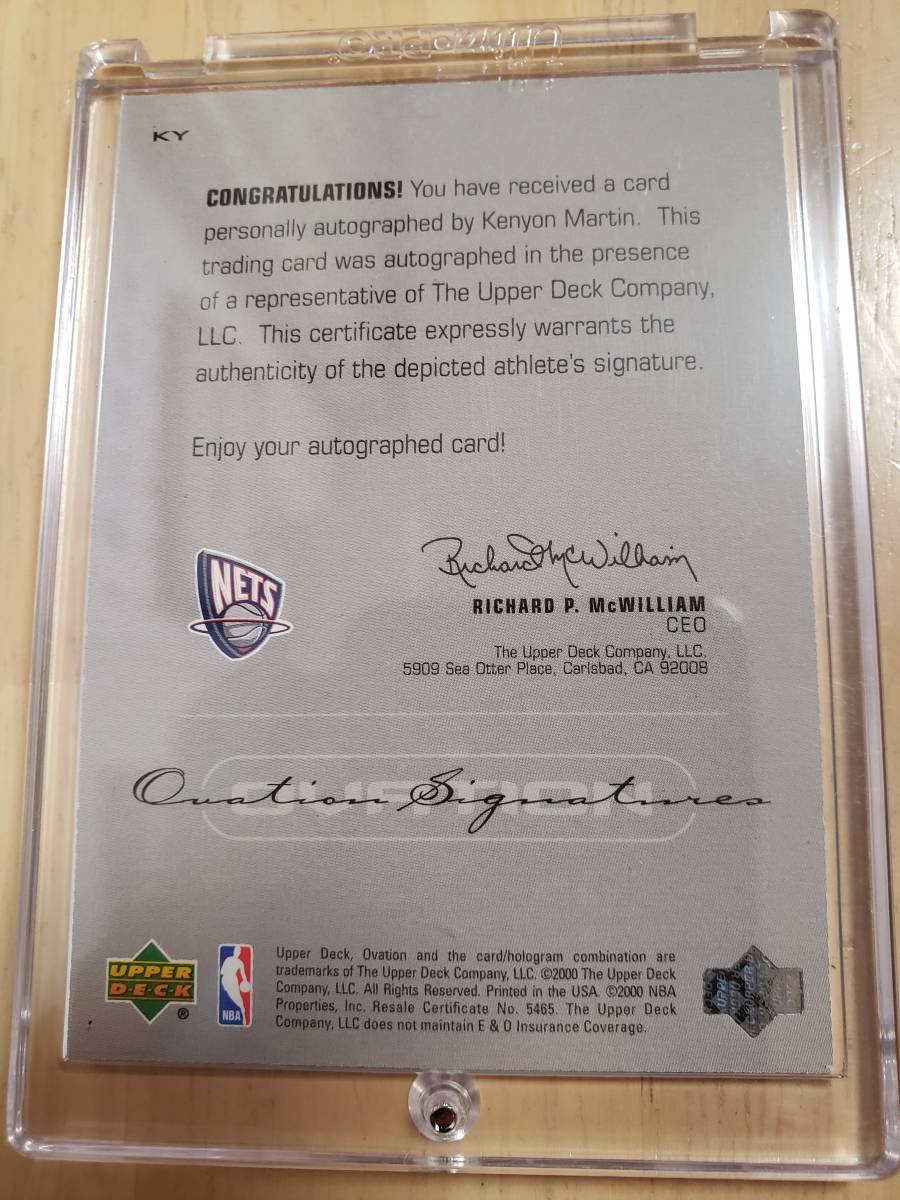 ULTRA•PRO®
KY
CONGRATULATIONS! You have received a card
personally autographed by Kenyon Martin. This
trading card was autographed in the presence
of a representative of The Upper Deck Company,
LLC. This certificate expressly warrants the
authenticity of the depicted athlete's signature.
Enjoy your autographed card!
NETS
Richard McWilliam
RICHARD P. McWILLIAM
CEO
The Upper Deck Company, LLC.
5909 Sea Otter Place, Carlsbad, CA 92008
OVATION
Ovation Signatures
UPPER
D·E·C·K
®
NBA
Upper Deck, Ovation and the card/hologram combination are
trademarks of The Upper Deck Company, LLC. ©2000 The Upper Deck
Company, LLC. All Rights Reserved. Printed in the USA. ©2000 NBA
Properties, Inc. Resale Certificate No. 5465. The Upper Deck
Company, LLC does not maintain E & O Insurance Coverage.